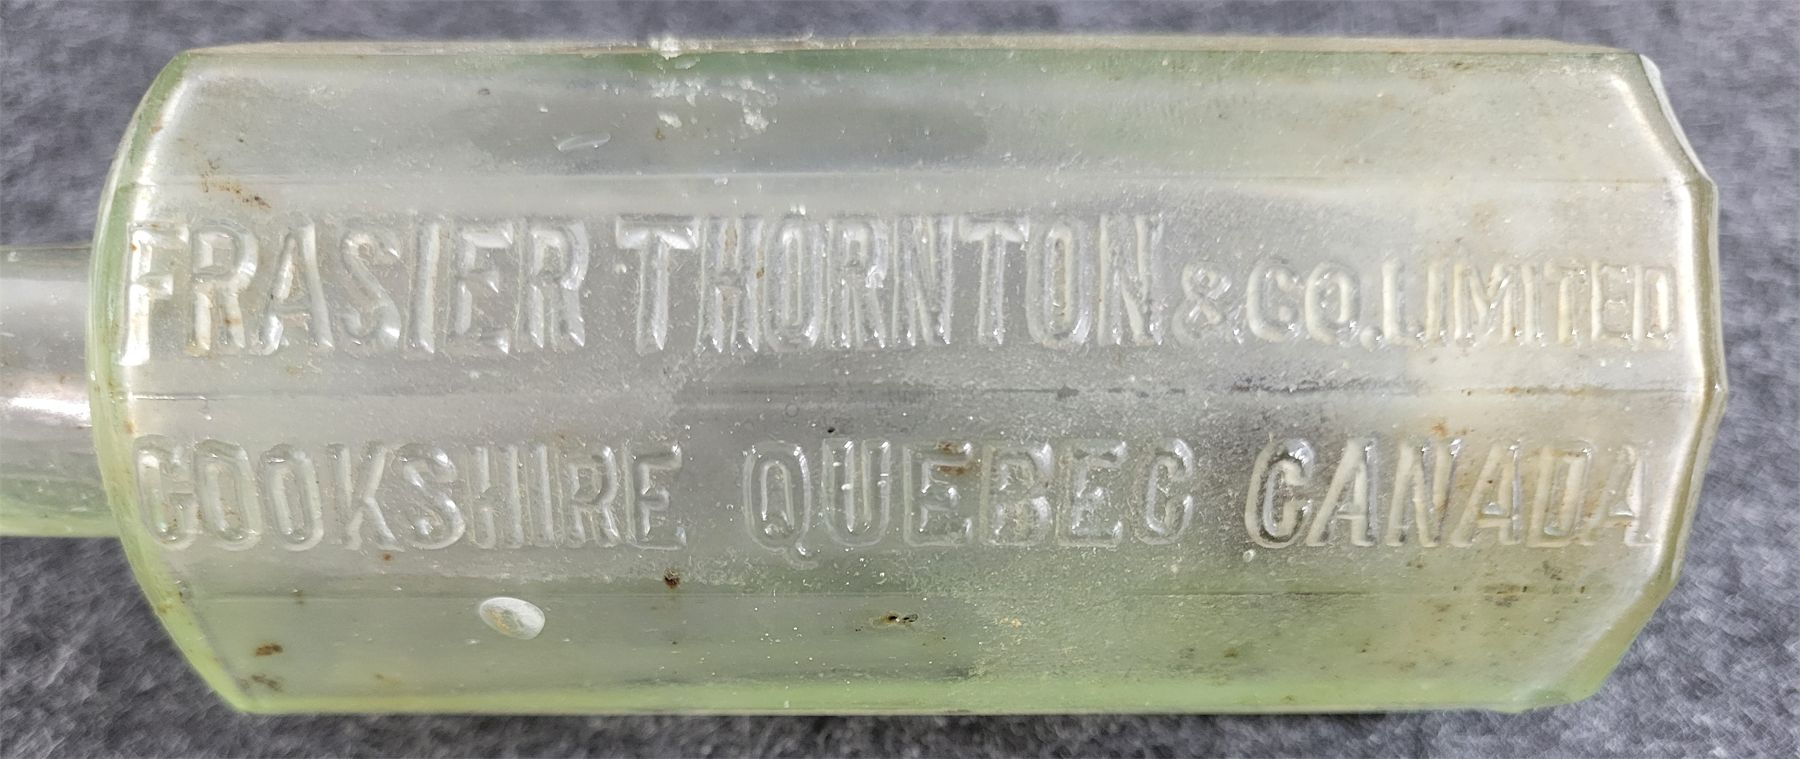 FRASIER THORNTON & CO. LIMITED
COOKSHIRE QUEBEC CANADA